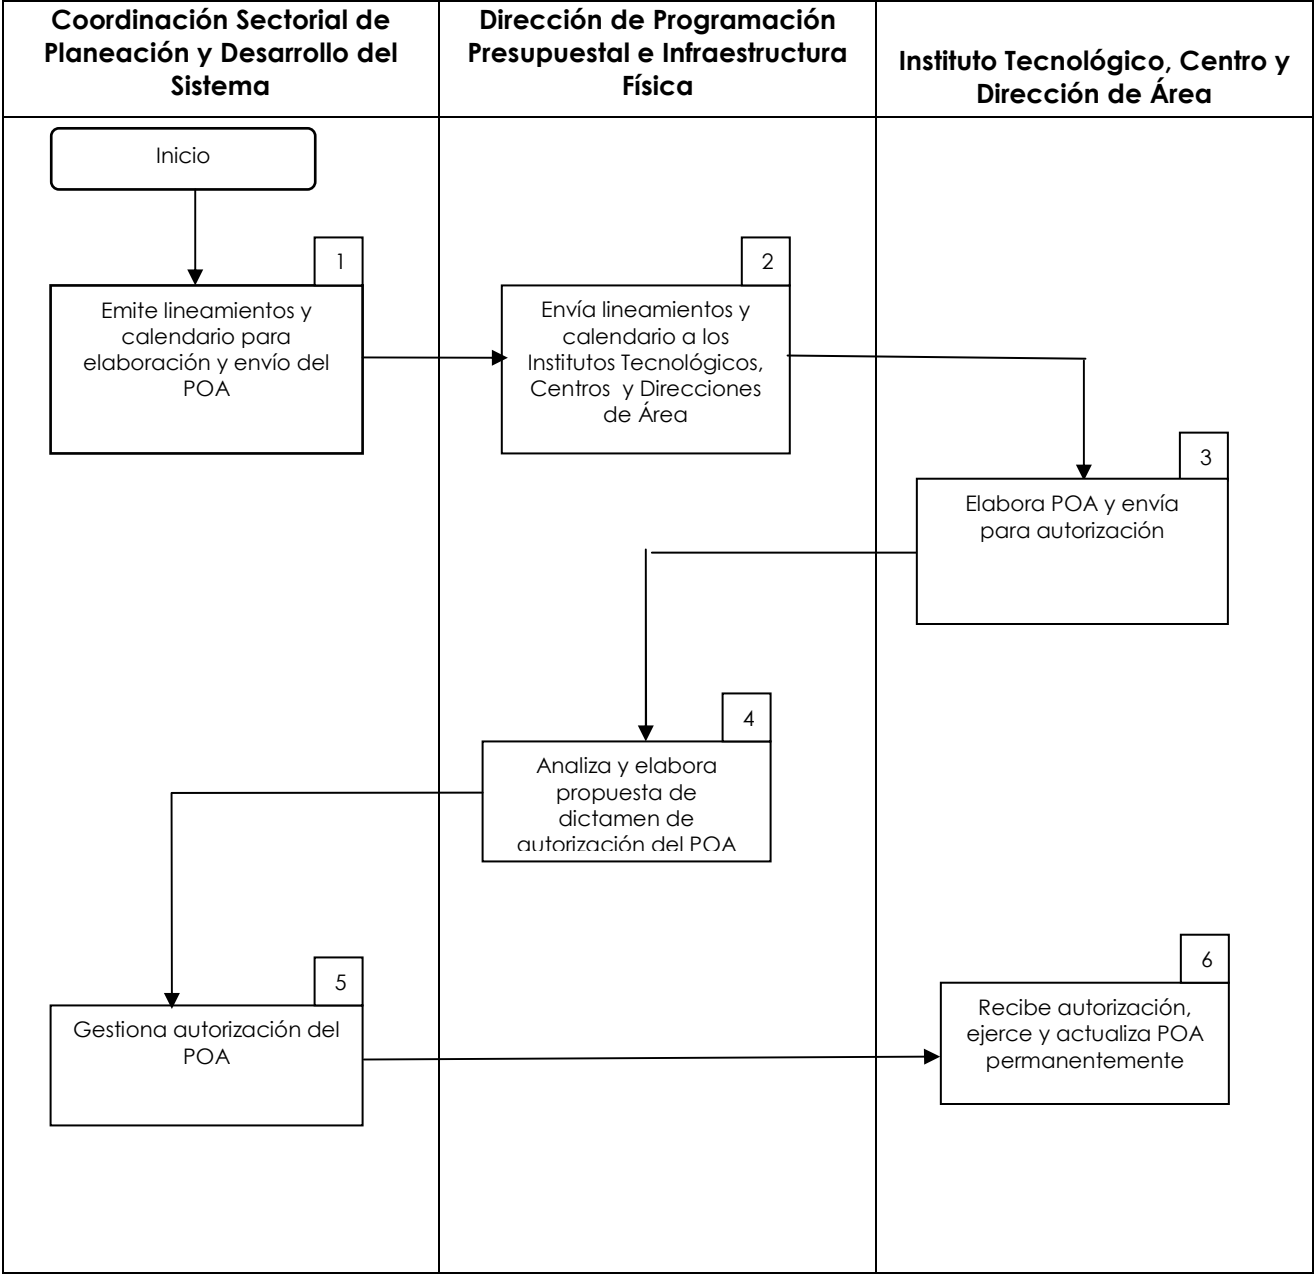 Coordinación Sectorial de
Planeación y Desarrollo del
Sistema
Dirección de Programación
Presupuestal e Infraestructura
Física
Instituto Tecnológico, Centro y
Dirección de Área
Inicio
1
Emite lineamientos y
calendario para
elaboración y envío del
POA
2
Envía lineamientos y
calendario a los
Institutos Tecnológicos,
Centros y Direcciones
de Área
3
Elabora POA y envía
para autorización
4
Analiza y elabora
propuesta de
dictamen de
autorización del POA
5
Gestiona autorización del
POA
6
Recibe autorización,
ejerce y actualiza POA
permanentemente